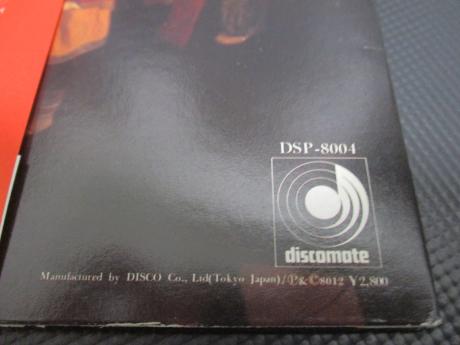 DSP-8004
discomate
Manufactured by DISCO Co., Ltd(Tokyo Japan)/Ⓟ&©8012 ¥2,800